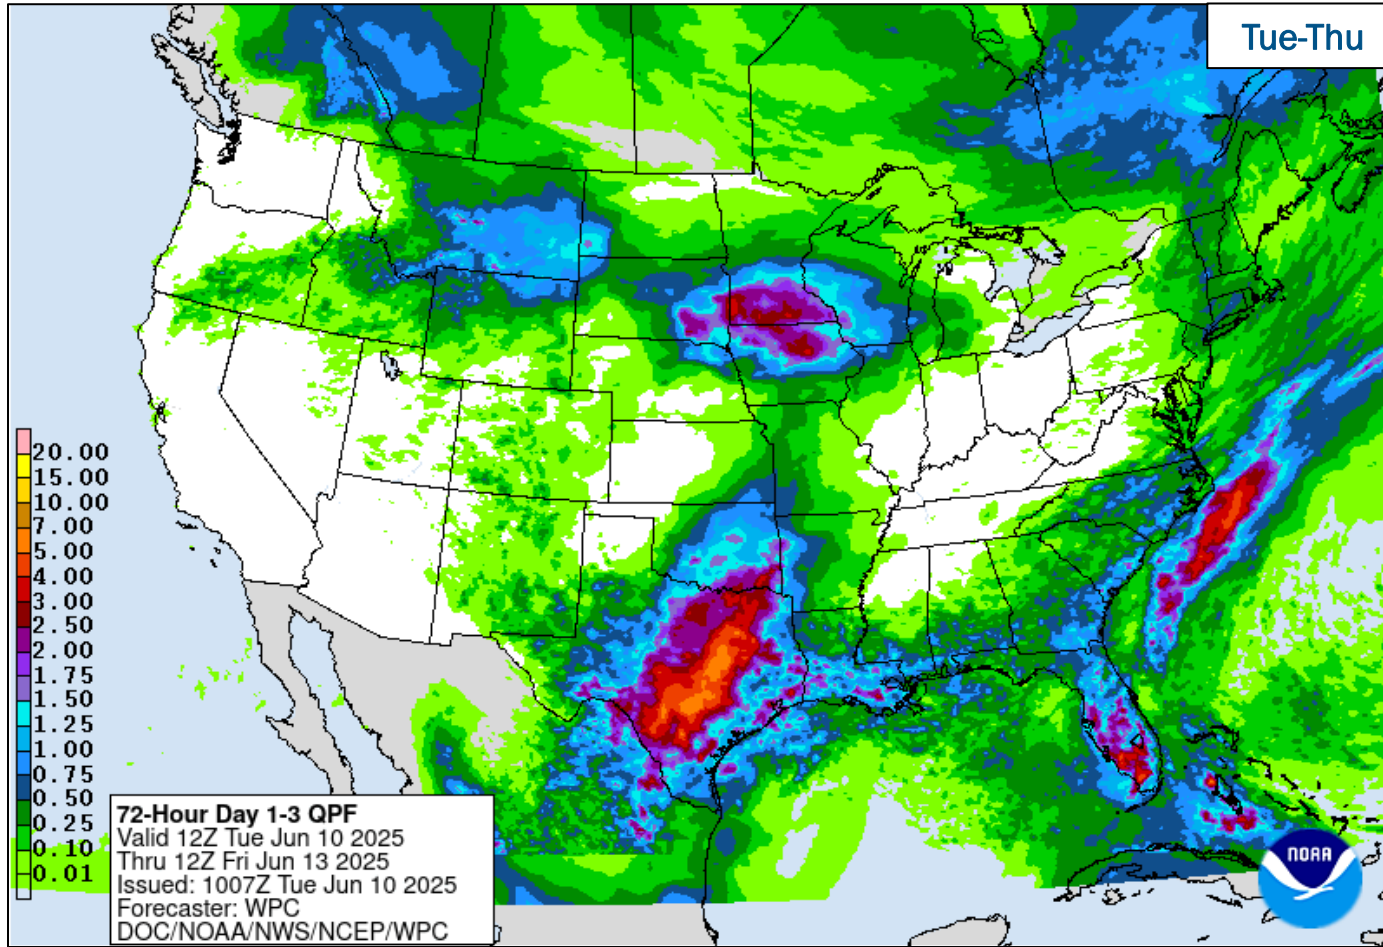 Tue-Thu
20.00
15.00
10.00
7.00
5.00
4.00
3.00
2.50
2.00
1.75
1.50
1.25
1.00
0.75
0.50
0.25
0.10
0.01
72-Hour Day 1-3 QPF
Valid 12Z Tue Jun 10 2025
Thru 12Z Fri Jun 13 2025
Issued: 1007Z Tue Jun 10 2025
Forecaster: WPC
DOC/NOAA/NWS/NCEP/WPC
NOAA